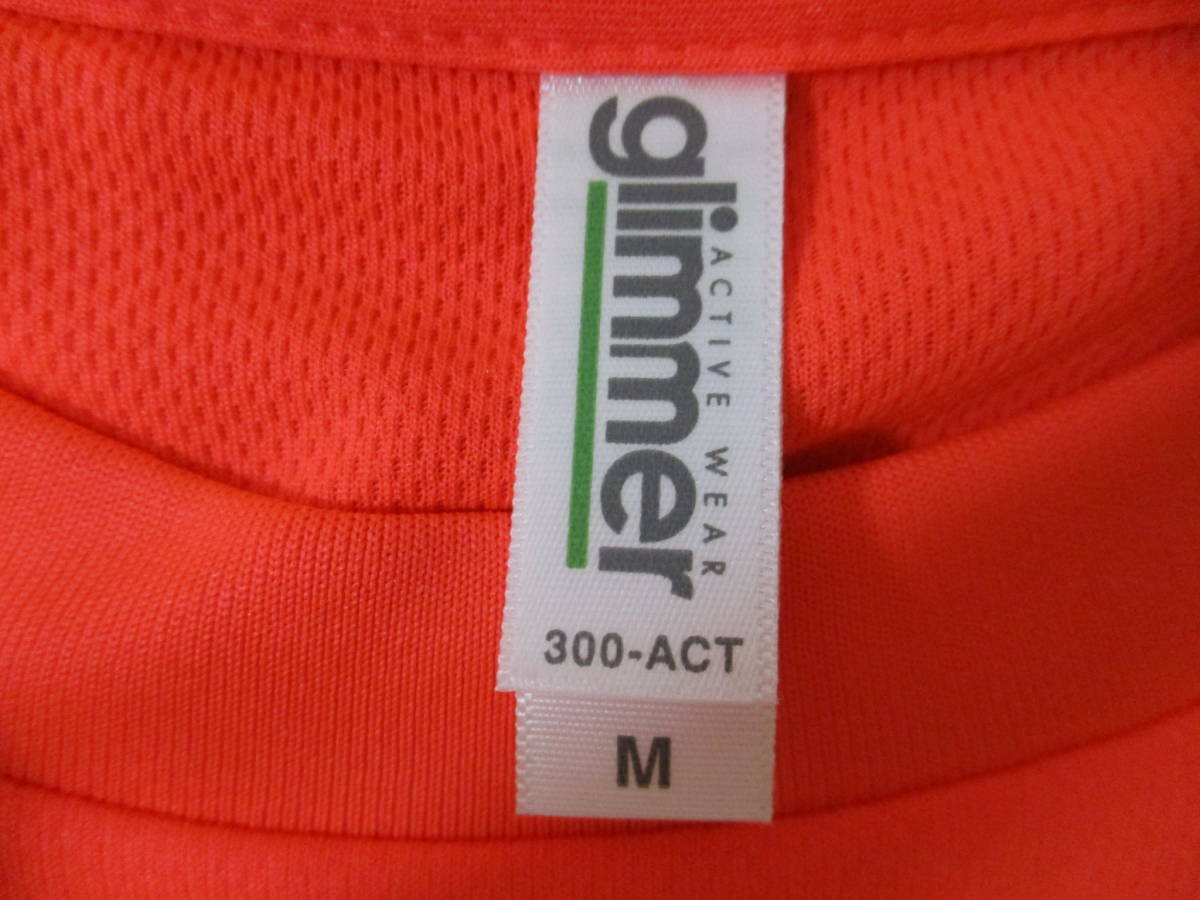 glimmer
ACTIVE WEAR
300-ACT
M